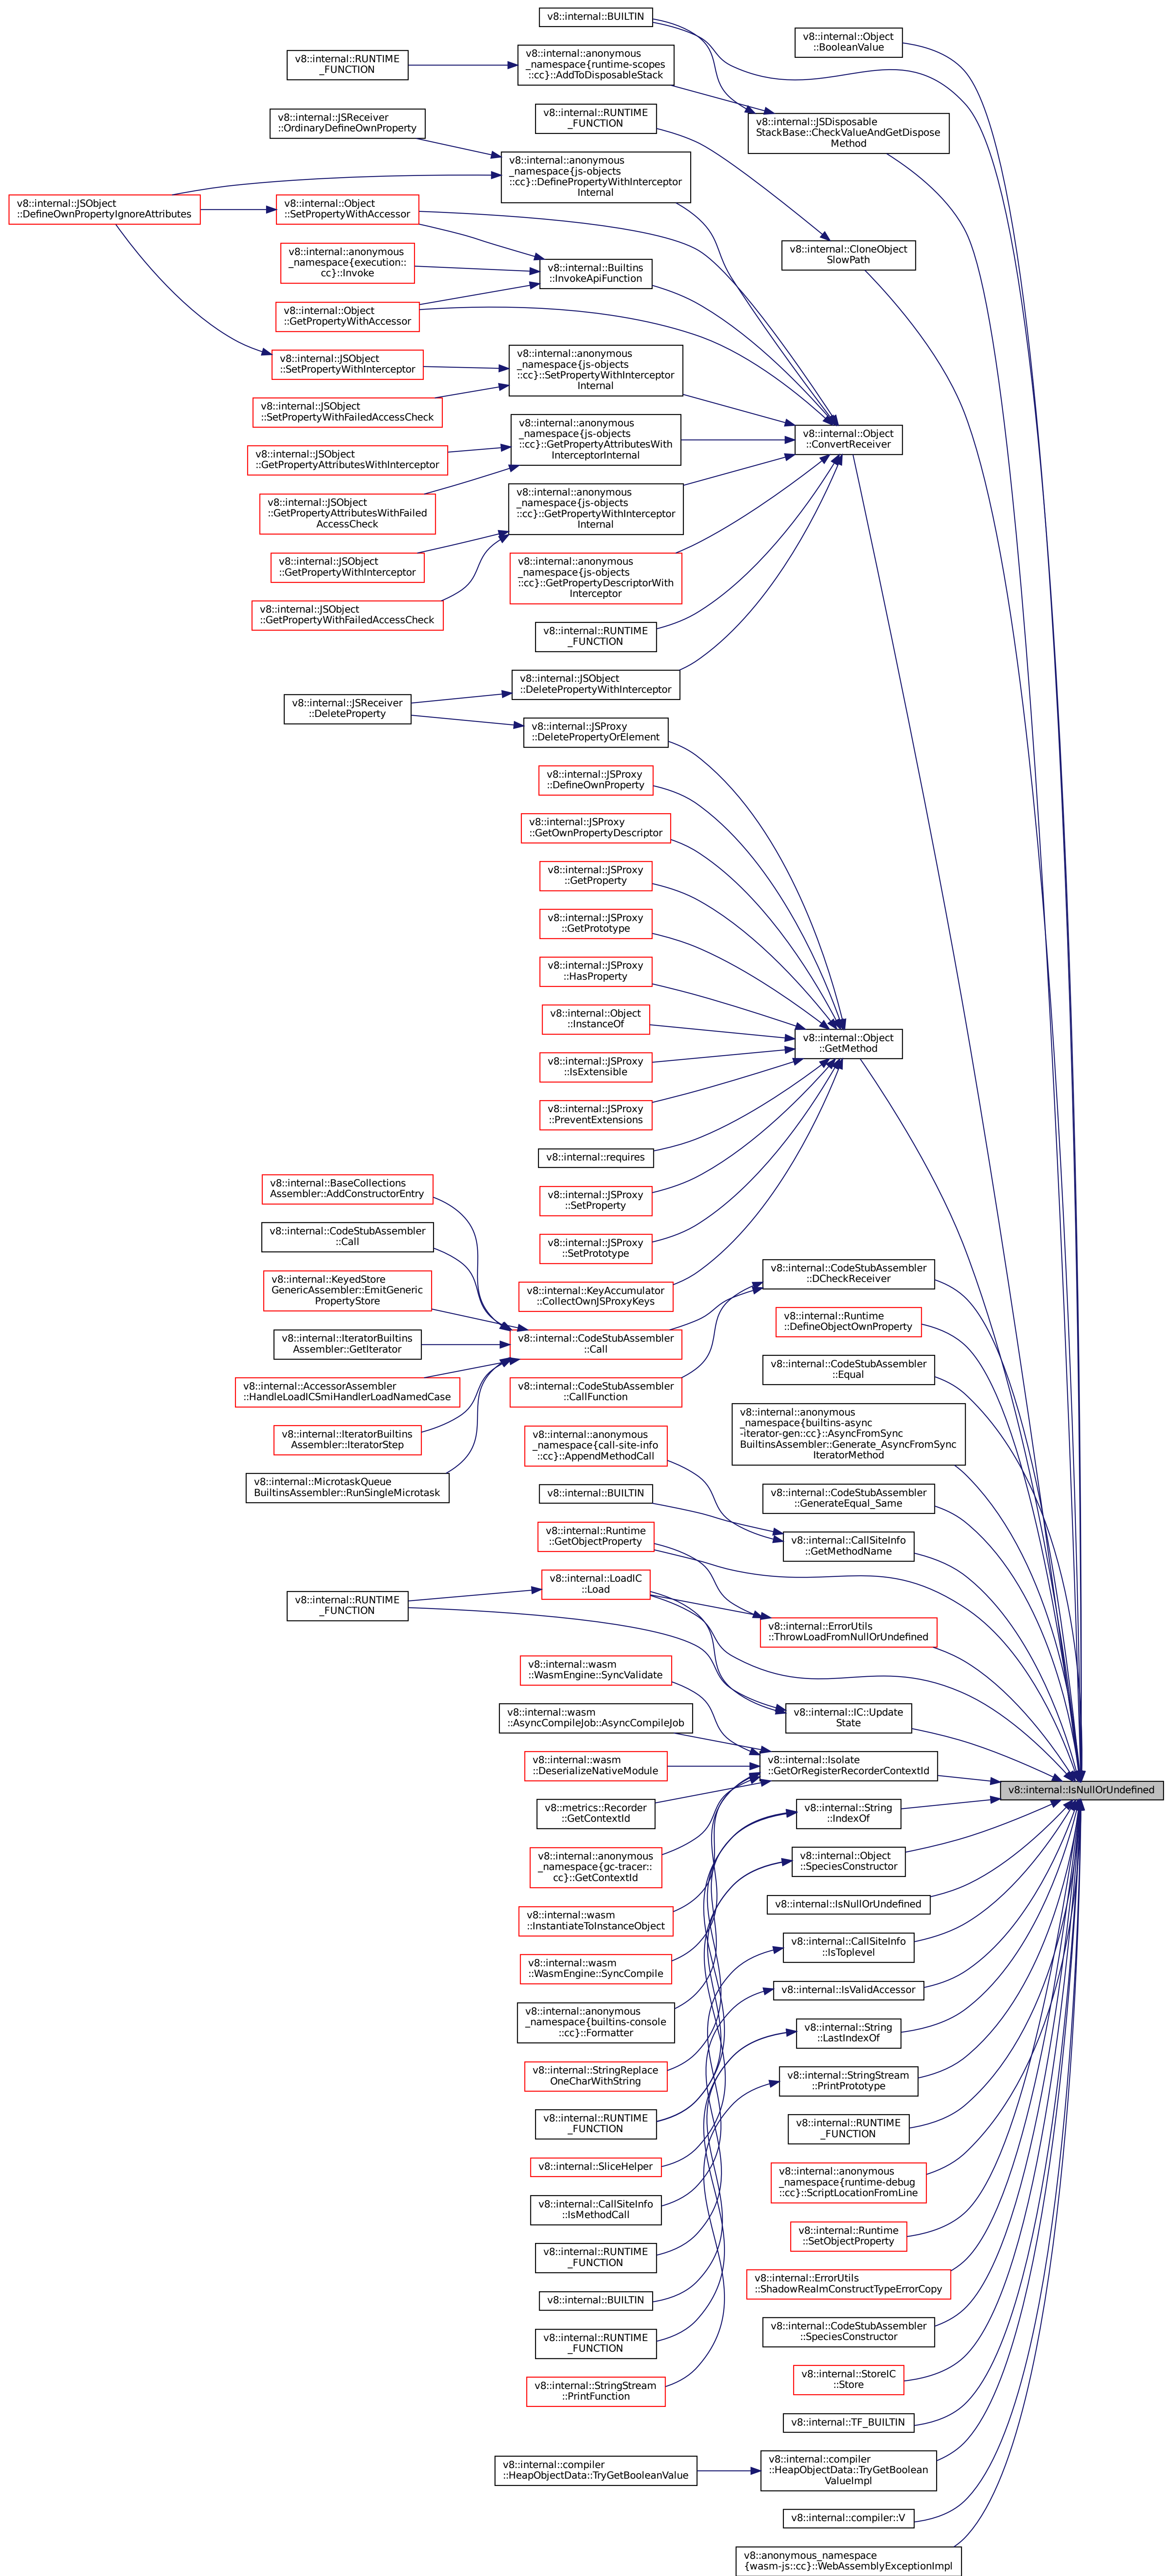 v8::internal::BUILTIN
v8::internal::Object
::BooleanValue
v8::internal::anonymous
_namespace{runtime-scopes
::cc}::AddToDisposableStack
v8::internal::RUNTIME
_FUNCTION
v8::internal::RUNTIME
_FUNCTION
v8::internal::JSReceiver
::OrdinaryDefineOwnProperty
v8::internal::JSDisposable
StackBase::CheckValueAndGetDispose
Method
v8::internal::anonymous
_namespace{js-objects
::cc}::DefinePropertyWithInterceptor
Internal
v8::internal::JSObject
::DefineOwnPropertyIgnoreAttributes
v8::internal::Object
::SetPropertyWithAccessor
v8::internal::anonymous
_namespace{execution::
cc}::Invoke
v8::internal::Builtins
::InvokeApiFunction
v8::internal::CloneObject
SlowPath
v8::internal::Object
::GetPropertyWithAccessor
v8::internal::JSObject
::SetPropertyWithInterceptor
v8::internal::anonymous
_namespace{js-objects
::cc}::SetPropertyWithInterceptor
Internal
v8::internal::JSObject
::SetPropertyWithFailedAccessCheck
v8::internal::anonymous
_namespace{js-objects
::cc}::GetPropertyAttributesWith
InterceptorInternal
v8::internal::Object
::ConvertReceiver
v8::internal::JSObject
::GetPropertyAttributesWithInterceptor
v8::internal::JSObject
::GetPropertyAttributesWithFailed
AccessCheck
v8::internal::anonymous
_namespace{js-objects
::cc}::GetPropertyWithInterceptor
Internal
v8::internal::JSObject
::GetPropertyWithInterceptor
v8::internal::anonymous
_namespace{js-objects
::cc}::GetPropertyDescriptorWith
Interceptor
v8::internal::JSObject
::GetPropertyWithFailedAccessCheck
v8::internal::RUNTIME
_FUNCTION
v8::internal::JSObject
::DeletePropertyWithInterceptor
v8::internal::JSReceiver
::DeleteProperty
v8::internal::JSProxy
::DeletePropertyOrElement
v8::internal::JSProxy
::DefineOwnProperty
v8::internal::JSProxy
::GetOwnPropertyDescriptor
v8::internal::JSProxy
::GetProperty
v8::internal::JSProxy
::GetPrototype
v8::internal::JSProxy
::HasProperty
v8::internal::Object
::InstanceOf
v8::internal::Object
::GetMethod
v8::internal::JSProxy
::IsExtensible
v8::internal::JSProxy
::PreventExtensions
v8::internal::requires
v8::internal::BaseCollections
Assembler::AddConstructorEntry
v8::internal::JSProxy
::SetProperty
v8::internal::CodeStubAssembler
::Call
v8::internal::JSProxy
::SetPrototype
v8::internal::CodeStubAssembler
::DCheckReceiver
v8::internal::KeyedStore
GenericAssembler::EmitGeneric
PropertyStore
v8::internal::KeyAccumulator
::CollectOwnJSProxyKeys
v8::internal::Runtime
::DefineObjectOwnProperty
v8::internal::IteratorBuiltins
Assembler::GetIterator
v8::internal::CodeStubAssembler
::Call
v8::internal::CodeStubAssembler
::Equal
v8::internal::AccessorAssembler
::HandleLoadICSmiHandlerLoadNamedCase
v8::internal::CodeStubAssembler
::CallFunction
v8::internal::anonymous
_namespace{builtins-async
-iterator-gen::cc}::AsyncFromSync
BuiltinsAssembler::Generate_AsyncFromSync
IteratorMethod
v8::internal::IteratorBuiltins
Assembler::IteratorStep
v8::internal::anonymous
_namespace{call-site-info
::cc}::AppendMethodCall
v8::internal::MicrotaskQueue
BuiltinsAssembler::RunSingleMicrotask
v8::internal::BUILTIN
v8::internal::CodeStubAssembler
::GenerateEqual_Same
v8::internal::Runtime
::GetObjectProperty
v8::internal::CallSiteInfo
::GetMethodName
v8::internal::LoadIC
::Load
v8::internal::RUNTIME
_FUNCTION
v8::internal::ErrorUtils
::ThrowLoadFromNullOrUndefined
v8::internal::wasm
::WasmEngine::SyncValidate
v8::internal::wasm
::AsyncCompileJob::AsyncCompileJob
v8::internal::IC::Update
State
v8::internal::wasm
::DeserializeNativeModule
v8::internal::Isolate
::GetOrRegisterRecorderContextId
v8::internal::IsNullOrUndefined
v8::metrics::Recorder
::GetContextId
v8::internal::String
::IndexOf
v8::internal::anonymous
_namespace{gc-tracer::
cc}::GetContextId
v8::internal::Object
::SpeciesConstructor
v8::internal::wasm
::InstantiateToInstanceObject
v8::internal::IsNullOrUndefined
v8::internal::wasm
::WasmEngine::SyncCompile
v8::internal::CallSiteInfo
::IsToplevel
v8::internal::anonymous
_namespace{builtins-console
::cc}::Formatter
v8::internal::IsValidAccessor
v8::internal::StringReplace
OneCharWithString
v8::internal::String
::LastIndexOf
v8::internal::RUNTIME
_FUNCTION
v8::internal::StringStream
::PrintPrototype
v8::internal::SliceHelper
v8::internal::RUNTIME
_FUNCTION
v8::internal::CallSiteInfo
::IsMethodCall
v8::internal::anonymous
_namespace{runtime-debug
::cc}::ScriptLocationFromLine
v8::internal::RUNTIME
_FUNCTION
v8::internal::Runtime
::SetObjectProperty
v8::internal::BUILTIN
v8::internal::ErrorUtils
::ShadowRealmConstructTypeErrorCopy
v8::internal::RUNTIME
_FUNCTION
v8::internal::CodeStubAssembler
::SpeciesConstructor
v8::internal::StringStream
::PrintFunction
v8::internal::StoreIC
::Store
v8::internal::TF_BUILTIN
v8::internal::compiler
::HeapObjectData::TryGetBooleanValue
v8::internal::compiler
::HeapObjectData::TryGetBoolean
ValueImpl
v8::internal::compiler::V
v8::anonymous_namespace
{wasm-js::cc}::WebAssemblyExceptionImpl